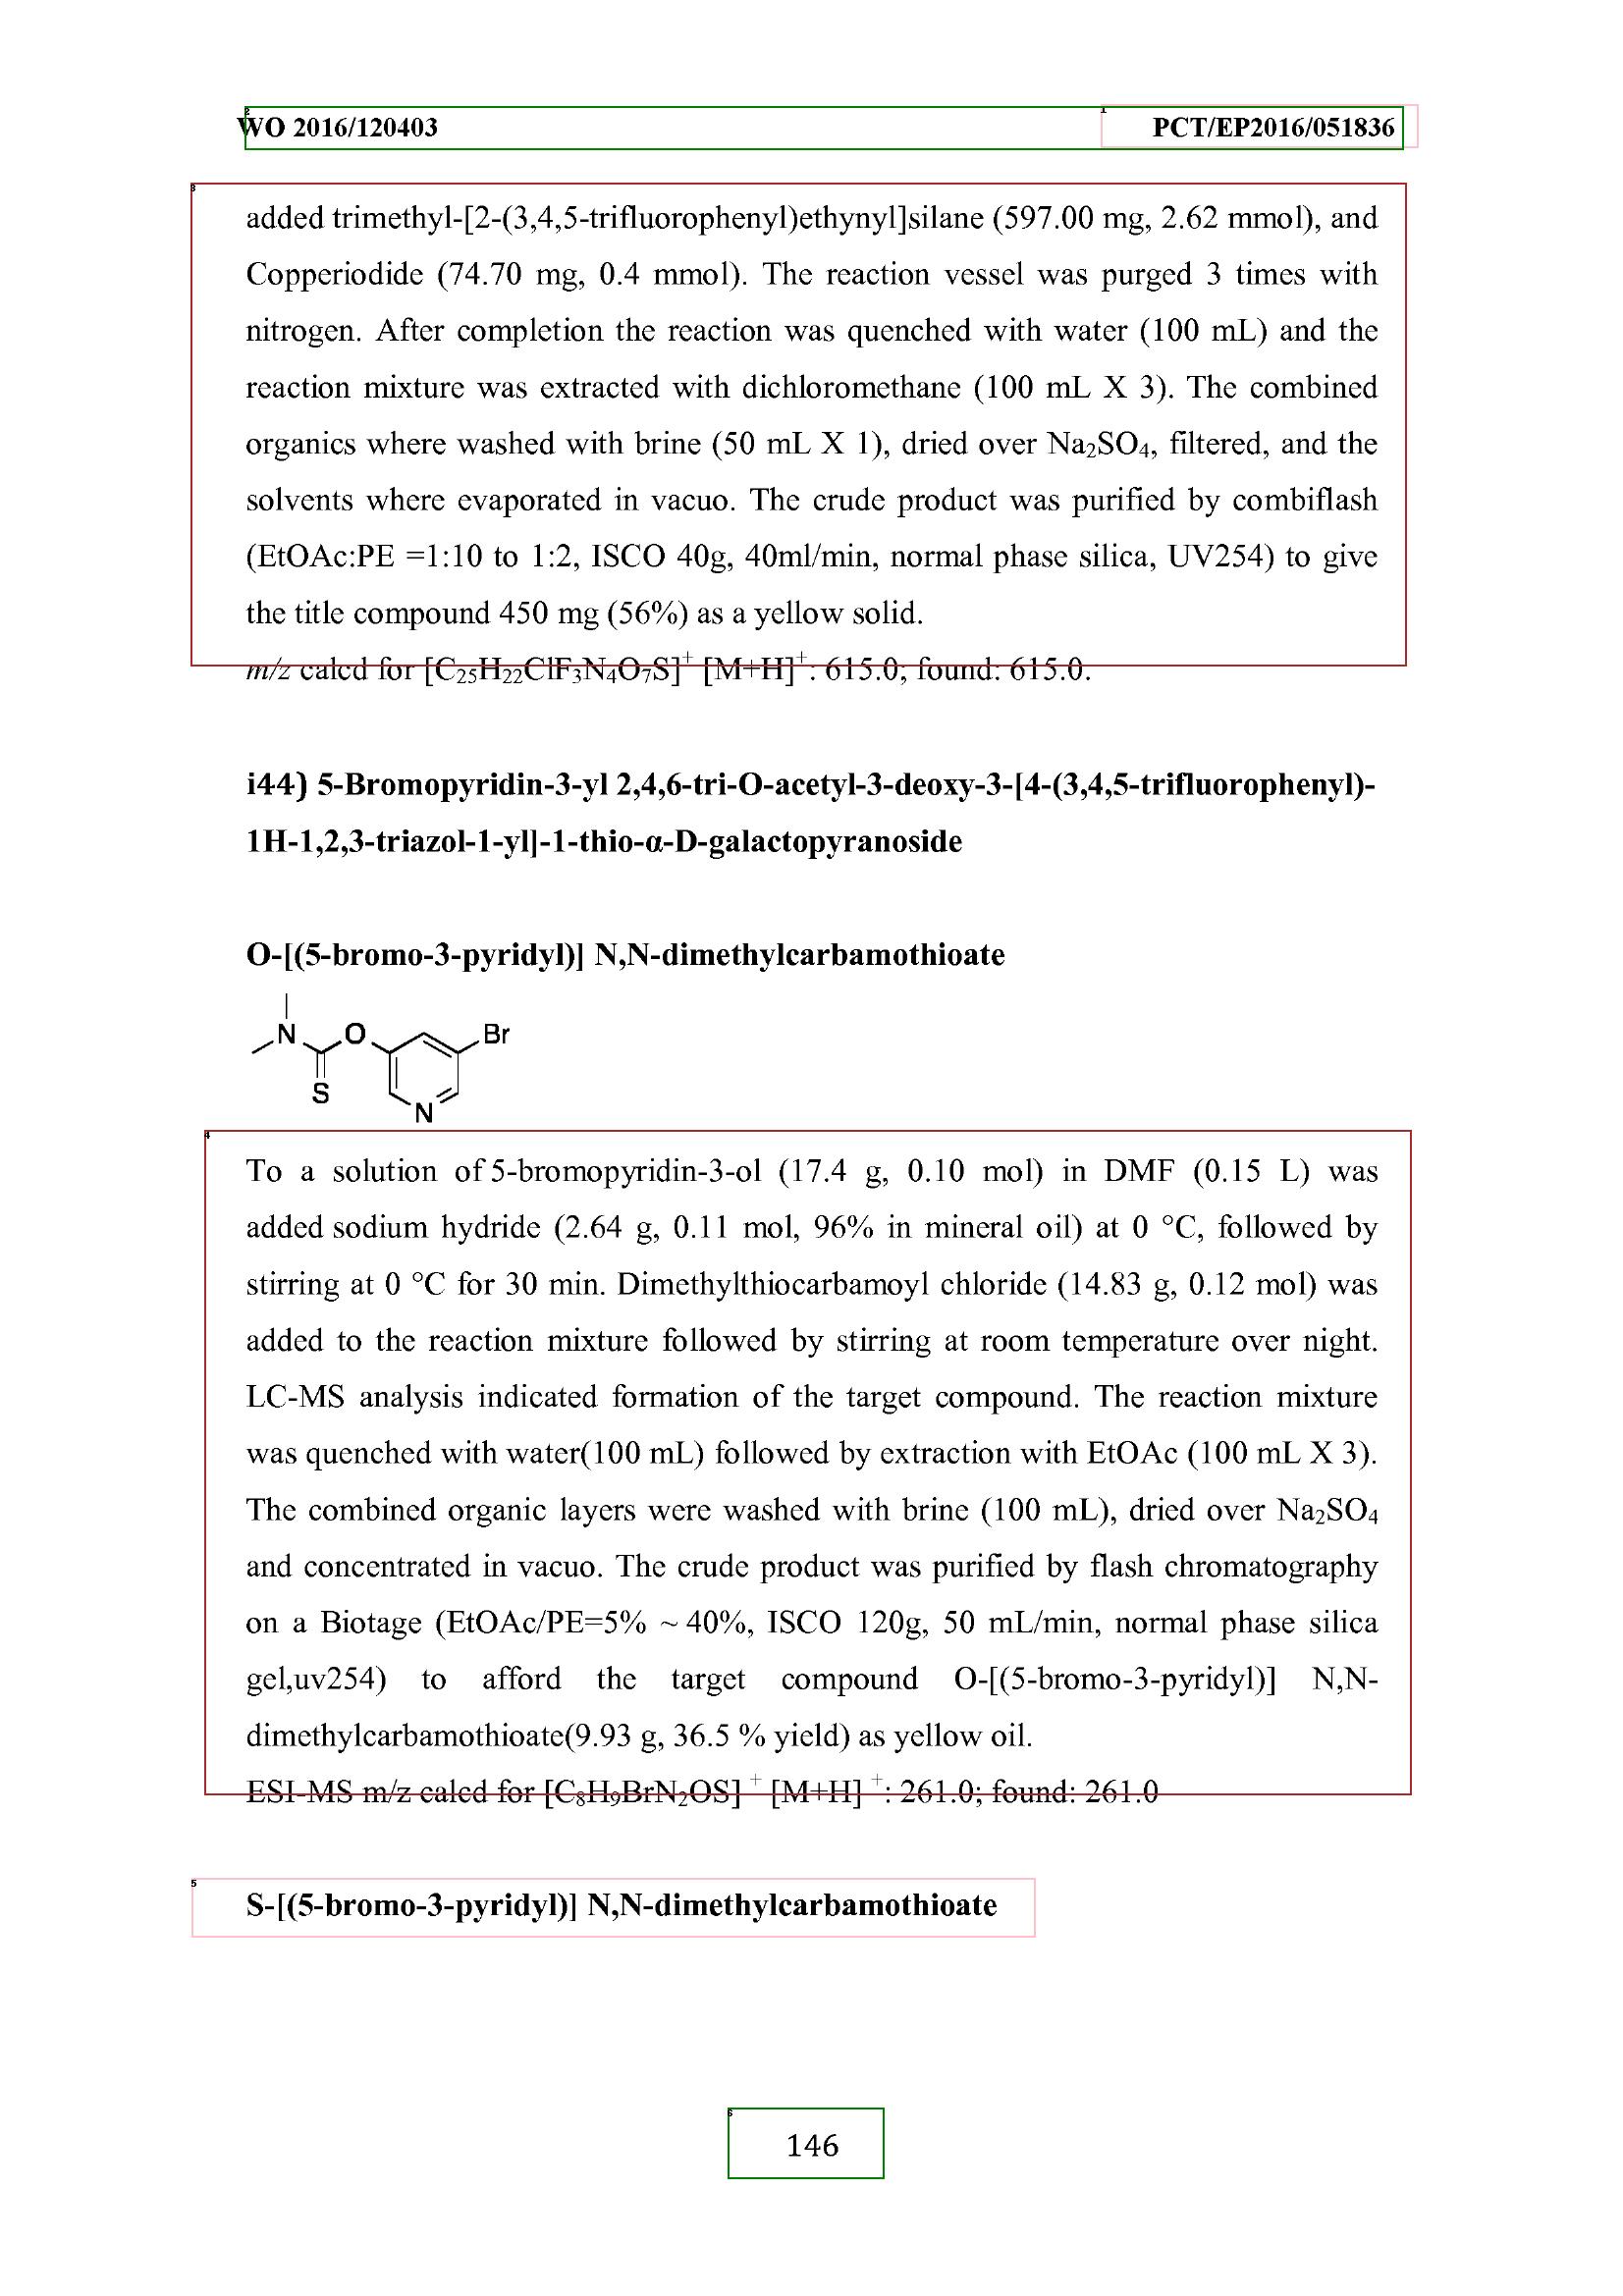 WO 2016/120403 PCT/EP2016/051836
added trimethyl-[2-(3,4,5-trifluorophenyl)ethynyl]silane (597.00 mg, 2.62 mmol), and
Copperiodide (74.70 mg, 0.4 mmol). The reaction vessel was purged 3 times with
nitrogen. After completion the reaction was quenched with water (100 mL) and the
reaction mixture was extracted with dichloromethane (100 mL X 3). The combined
organics where washed with brine (50 mL X 1), dried over Na₂SO₄, filtered, and the
solvents where evaporated in vacuo. The crude product was purified by combiflash
(EtOAc:PE =1:10 to 1:2, ISCO 40g, 40ml/min, normal phase silica, UV254) to give
the title compound 450 mg (56%) as a yellow solid.
m/z calcd for [C₂₅H₂₂ClF₃N₄O₇S]⁺ [M+H]⁺: 615.0; found: 615.0.
i44) 5-Bromopyridin-3-yl 2,4,6-tri-O-acetyl-3-deoxy-3-[4-(3,4,5-trifluorophenyl)-
1H-1,2,3-triazol-1-yl]-1-thio-α-D-galactopyranoside
O-[(5-bromo-3-pyridyl)] N,N-dimethylcarbamothioate
N O Br
S N
To a solution of 5-bromopyridin-3-ol (17.4 g, 0.10 mol) in DMF (0.15 L) was
added sodium hydride (2.64 g, 0.11 mol, 96% in mineral oil) at 0 °C, followed by
stirring at 0 °C for 30 min. Dimethylthiocarbamoyl chloride (14.83 g, 0.12 mol) was
added to the reaction mixture followed by stirring at room temperature over night.
LC-MS analysis indicated formation of the target compound. The reaction mixture
was quenched with water(100 mL) followed by extraction with EtOAc (100 mL X 3).
The combined organic layers were washed with brine (100 mL), dried over Na₂SO₄
and concentrated in vacuo. The crude product was purified by flash chromatography
on a Biotage (EtOAc/PE=5% ~ 40%, ISCO 120g, 50 mL/min, normal phase silica
gel,uv254) to afford the target compound O-[(5-bromo-3-pyridyl)] N,N-
dimethylcarbamothioate(9.93 g, 36.5 % yield) as yellow oil.
ESI-MS m/z calcd for [C₈H₉BrN₂OS] ⁺ [M+H] ⁺: 261.0; found: 261.0
S-[(5-bromo-3-pyridyl)] N,N-dimethylcarbamothioate
146